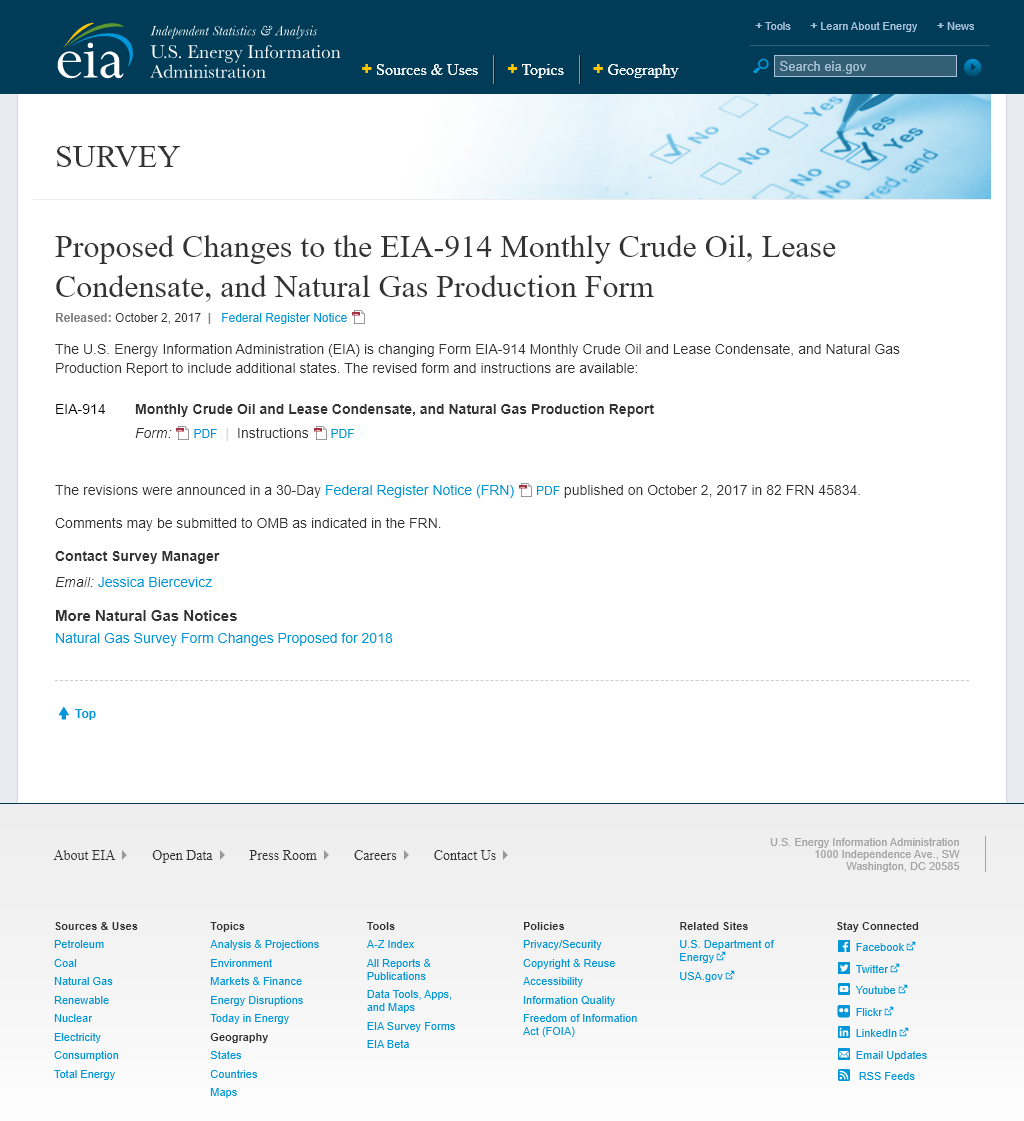 eia
Independent Statistics & Analysis
U.S. Energy Information
Administration
+ Sources & Uses
+ Topics
+ Geography
+ Tools
+ Learn About Energy
+ News
Search eia.gov
SURVEY
No
Yes
No
Yes
Yes
No
No
rred, and
Proposed Changes to the EIA-914 Monthly Crude Oil, Lease
Condensate, and Natural Gas Production Form
Released: October 2, 2017 | Federal Register Notice
The U.S. Energy Information Administration (EIA) is changing Form EIA-914 Monthly Crude Oil and Lease Condensate, and Natural Gas
Production Report to include additional states. The revised form and instructions are available:
EIA-914 Monthly Crude Oil and Lease Condensate, and Natural Gas Production Report
Form: PDF | Instructions PDF
The revisions were announced in a 30-Day Federal Register Notice (FRN) PDF published on October 2, 2017 in 82 FRN 45834.
Comments may be submitted to OMB as indicated in the FRN.
Contact Survey Manager
Email: Jessica Biercevicz
More Natural Gas Notices
Natural Gas Survey Form Changes Proposed for 2018
Top
About EIA
Open Data
Press Room
Careers
Contact Us
U.S. Energy Information Administration
1000 Independence Ave., SW
Washington, DC 20585
Sources & Uses
Petroleum
Coal
Natural Gas
Renewable
Nuclear
Electricity
Consumption
Total Energy
Topics
Analysis & Projections
Environment
Markets & Finance
Energy Disruptions
Today in Energy
Geography
States
Countries
Maps
Tools
A-Z Index
All Reports &
Publications
Data Tools, Apps,
and Maps
EIA Survey Forms
EIA Beta
Policies
Privacy/Security
Copyright & Reuse
Accessibility
Information Quality
Freedom of Information
Act (FOIA)
Related Sites
U.S. Department of
Energy
USA.gov
Stay Connected
Facebook
Twitter
Youtube
Flickr
LinkedIn
Email Updates
RSS Feeds